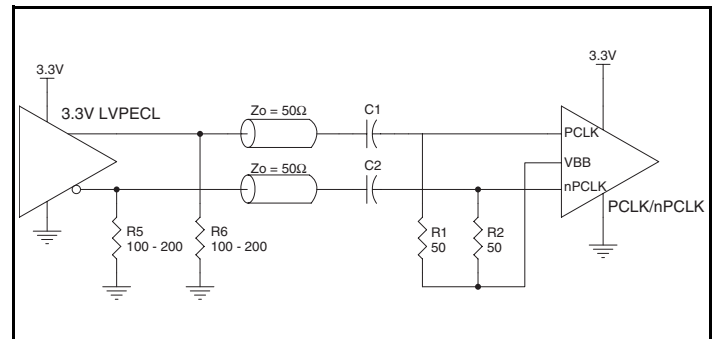 3.3V
3.3V
3.3V LVPECL
Zo = 50Ω
C1
PCLK
VBB
Zo = 50Ω
C2
nPCLK
PCLK/nPCLK
R5
100 - 200
R6
100 - 200
R1
50
R2
50